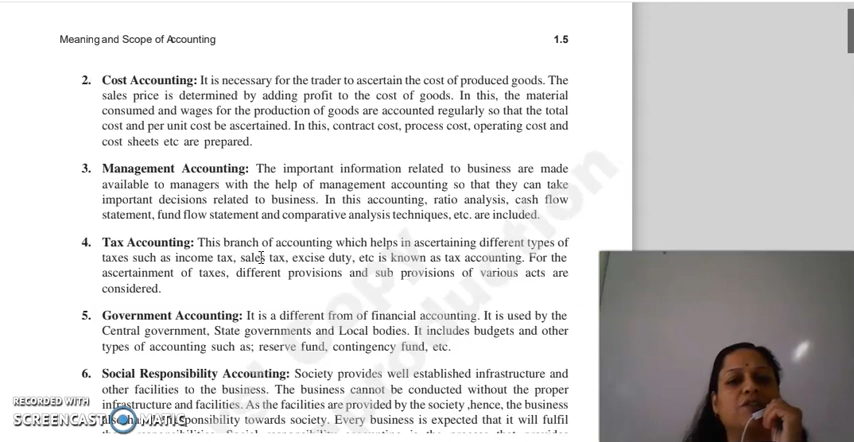 Meaning and Scope of Accounting 1.5
2. Cost Accounting: It is necessary for the trader to ascertain the cost of produced goods. The
sales price is determined by adding profit to the cost of goods. In this, the material
consumed and wages for the production of goods are accounted regularly so that the total
cost and per unit cost be ascertained. In this, contract cost, process cost, operating cost and
cost sheets etc are prepared.
3. Management Accounting: The important information related to business are made
available to managers with the help of management accounting so that they can take
important decisions related to business. In this accounting, ratio analysis, cash flow
statement, fund flow statement and comparative analysis techniques, etc. are included.
4. Tax Accounting: This branch of accounting which helps in ascertaining different types of
taxes such as income tax, sales tax, excise duty, etc is known as tax accounting. For the
ascertainment of taxes, different provisions and sub provisions of various acts are
considered.
5. Government Accounting: It is a different from of financial accounting. It is used by the
Central government, State governments and Local bodies. It includes budgets and other
types of accounting such as; reserve fund, contingency fund, etc.
6. Social Responsibility Accounting: Society provides well established infrastructure and
other facilities to the business. The business cannot be conducted without the proper
infrastructure and facilities. As the facilities are provided by the society ,hence, the business
responsibility towards society. Every business is expected that it will fulfil
RECORDED WITH
SCREENCAST MATIC
Copy